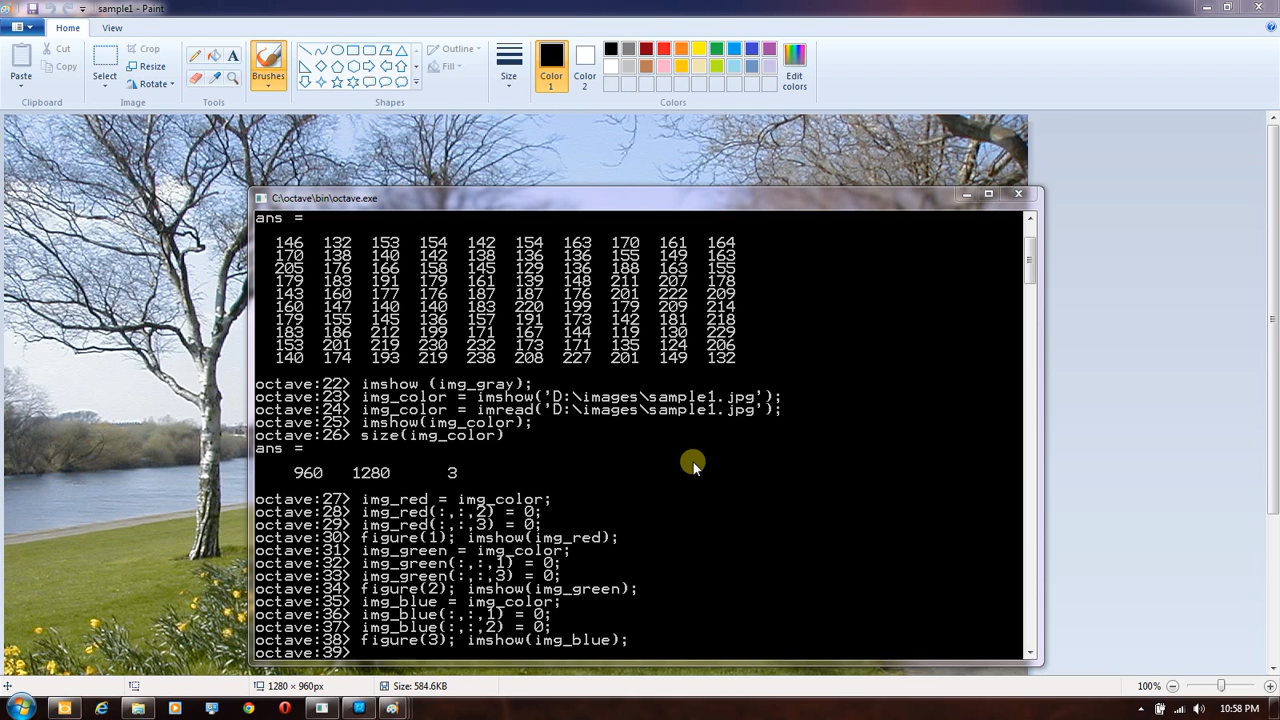 sample1 - Paint
Home View
Paste
Cut
Copy
Clipboard
Select
Crop
Resize
Rotate
Image
Tools
Brushes
Shapes
Outline
Fill
Size
Color 1
Color 2
Edit colors
Colors
C:\octave\bin\octave.exe
ans =
146 132 153 154 142 154 163 170 161 164
170 138 140 142 138 136 136 155 149 163
205 176 166 158 145 129 136 188 163 155
179 183 191 179 161 139 148 211 207 178
143 160 177 176 187 187 176 201 222 209
160 147 140 140 183 220 199 179 209 214
179 155 145 136 157 191 173 142 181 218
183 186 212 199 171 167 144 119 130 229
153 201 219 230 232 173 171 135 124 206
140 174 193 219 238 208 227 201 149 132
octave:22> imshow (img_gray);
octave:23> img_color = imshow('D:\images\sample1.jpg');
octave:24> img_color = imread('D:\images\sample1.jpg');
octave:25> imshow(img_color);
octave:26> size(img_color)
ans =
960 1280 3
octave:27> img_red = img_color;
octave:28> img_red(:,:,2) = 0;
octave:29> img_red(:,:,3) = 0;
octave:30> figure(1); imshow(img_red);
octave:31> img_green = img_color;
octave:32> img_green(:,:,1) = 0;
octave:33> img_green(:,:,3) = 0;
octave:34> figure(2); imshow(img_green);
octave:35> img_blue = img_color;
octave:36> img_blue(:,:,1) = 0;
octave:37> img_blue(:,:,2) = 0;
octave:38> figure(3); imshow(img_blue);
octave:39>
1280 × 960px Size: 584.6KB 100%
10:58 PM